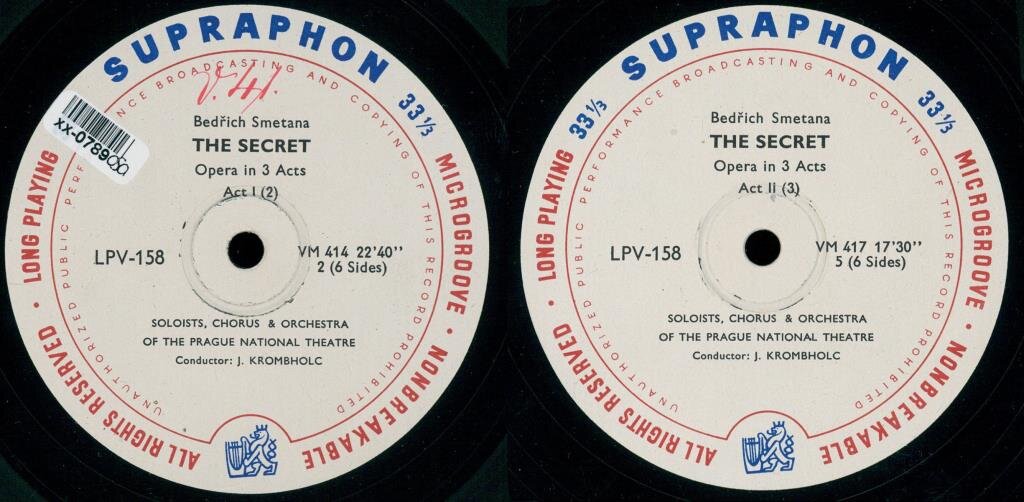 SUPRAPHON
33⅓
LONG PLAYING
MICROGROOVE • NONBREAKABLE
• ALL RIGHTS RESERVED •
NCE BROADCASTING AND COPYING OF THIS RECORD PROHIBITED
UNAUTHORIZED PUBLIC PERF
xx-0789
Bedřich Smetana
THE SECRET
Opera in 3 Acts
Act I (2)
LPV-158
VM 414 22'40''
2 (6 Sides)
SOLOISTS, CHORUS & ORCHESTRA
OF THE PRAGUE NATIONAL THEATRE
Conductor: J. KROMBHOLC
SUPRAPHON
33⅓
33⅓
LONG PLAYING
MICROGROOVE • NONBREAKABLE
• ALL RIGHTS RESERVED •
UNAUTHORIZED PUBLIC PERFORMANCE BROADCASTING AND COPYING OF THIS RECORD PROHIBITED
Bedřich Smetana
THE SECRET
Opera in 3 Acts
Act II (3)
LPV-158
VM 417 17'30''
5 (6 Sides)
SOLOISTS, CHORUS & ORCHESTRA
OF THE PRAGUE NATIONAL THEATRE
Conductor: J. KROMBHOLC